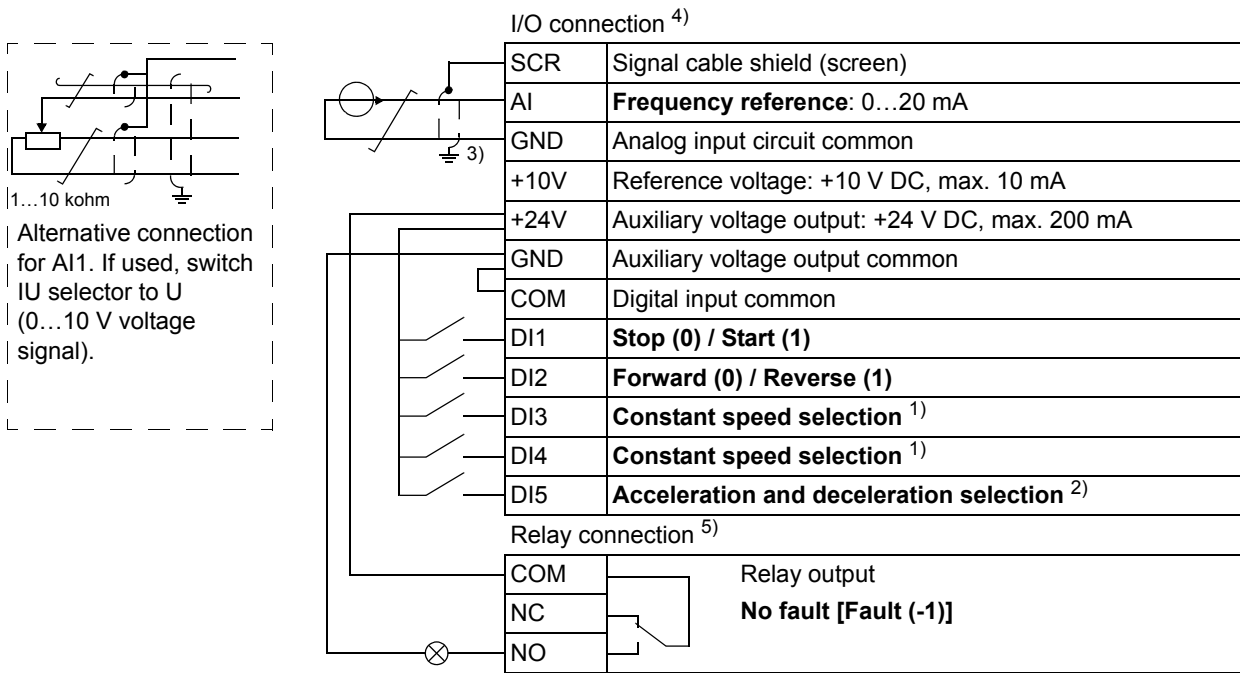 I/O connection 4)
SCR Signal cable shield (screen)
AI Frequency reference: 0…20 mA
GND Analog input circuit common
3)
+10V Reference voltage: +10 V DC, max. 10 mA
+24V Auxiliary voltage output: +24 V DC, max. 200 mA
GND Auxiliary voltage output common
COM Digital input common
DI1 Stop (0) / Start (1)
DI2 Forward (0) / Reverse (1)
DI3 Constant speed selection 1)
DI4 Constant speed selection 1)
DI5 Acceleration and deceleration selection 2)
Relay connection 5)
COM Relay output
NC No fault [Fault (-1)]
NO
1…10 kohm
Alternative connection
for AI1. If used, switch
IU selector to U
(0…10 V voltage
signal).